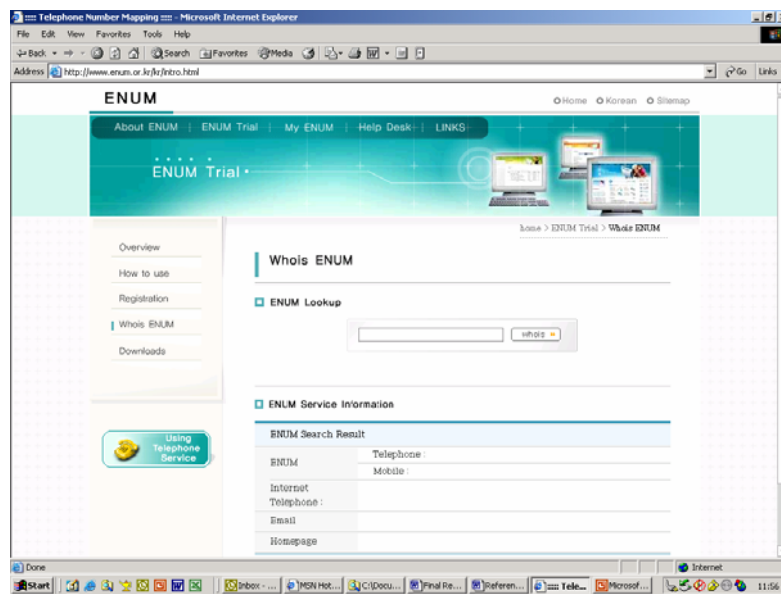 :::: Telephone Number Mapping :::: - Microsoft Internet Explorer
File Edit View Favorites Tools Help
Back Search Favorites Media
Address http://www.enum.or.kr/kr/intro.html Go Links
ENUM
Home Korean Sitemap
About ENUM | ENUM Trial | My ENUM | Help Desk | LINKS
ENUM Trial
home > ENUM Trial > Whois ENUM
Overview
How to use
Registration
Whois ENUM
Downloads
Using
Telephone
Service
Whois ENUM
ENUM Lookup
whois
ENUM Service Information
ENUM Search Result
ENUM
Telephone :
Mobile :
Internet
Telephone :
Email
Homepage
Done Internet
Start Inbox - ... MSN Hot... C:\Docu... Final Re... Referen... :::: Tele... Microsof... 11:56